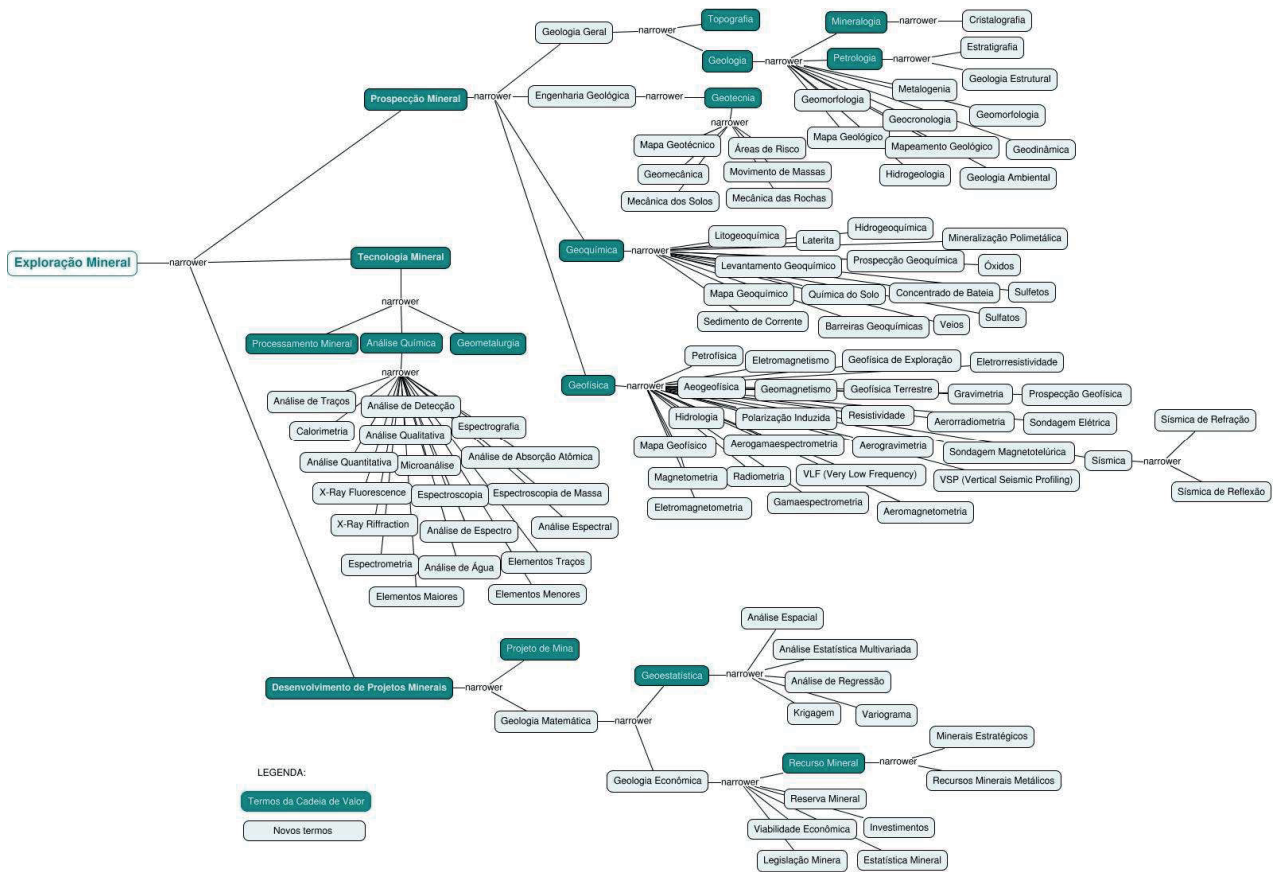 Exploração Mineral
narrower
Prospecção Mineral
narrower
Geologia Geral
narrower
Topografia
Geologia
narrower
Mineralogia
narrower
Cristalografia
Petrologia
narrower
Estratigrafia
Geologia Estrutural
Metalogenia
Geomorfologia
Geomorfologia
Geocronologia
Mapa Geológico
Mapeamento Geológico
Geodinâmica
Hidrogeologia
Geologia Ambiental
Engenharia Geológica
narrower
Geotecnia
narrower
Mapa Geotécnico
Áreas de Risco
Geomecânica
Movimento de Massas
Mecânica dos Solos
Mecânica das Rochas
Geoquímica
narrower
Litogeoquímica
Hidrogeoquímica
Laterita
Mineralização Polimetálica
Levantamento Geoquímico
Prospecção Geoquímica
Óxidos
Mapa Geoquímico
Química do Solo
Concentrado de Bateia
Sulfetos
Sedimento de Corrente
Barreiras Geoquímicas
Veios
Sulfatos
Geofísica
narrower
Petrofísica
Eletromagnetismo
Geofísica de Exploração
Eletrorresistividade
Aeogeofísica
Geomagnetismo
Geofísica Terrestre
Gravimetria
Prospecção Geofísica
Hidrologia
Polarização Induzida
Resistividade
Aerorradiometria
Sondagem Elétrica
Mapa Geofísico
Aerogamaespectrometria
Aerogravimetria
Sondagem Magnetotelúrica
Sísmica
narrower
Sísmica de Refração
Sísmica de Reflexão
Magnetometria
Radiometria
VLF (Very Low Frequency)
VSP (Vertical Seismic Profiling)
Eletromagnetometria
Gamaespectrometria
Aeromagnetometria
Tecnologia Mineral
narrower
Processamento Mineral
Análise Química
Geometalurgia
narrower
Análise de Traços
Análise de Detecção
Calorimetria
Espectrografia
Análise Qualitativa
Análise Quantitativa
Microanálise
Análise de Absorção Atômica
X-Ray Fluorescence
Espectroscopia
Espectroscopia de Massa
X-Ray Riffraction
Análise de Espectro
Análise Espectral
Espectrometria
Análise de Água
Elementos Traços
Elementos Maiores
Elementos Menores
Desenvolvimento de Projetos Minerais
narrower
Projeto de Mina
Geologia Matemática
narrower
Geoestatística
narrower
Análise Espacial
Análise Estatística Multivariada
Análise de Regressão
Krigagem
Variograma
Geologia Econômica
narrower
Recurso Mineral
narrower
Minerais Estratégicos
Recursos Minerais Metálicos
Reserva Mineral
Viabilidade Econômica
Investimentos
Legislação Minera
Estatística Mineral
LEGENDA:
Termos da Cadeia de Valor
Novos termos